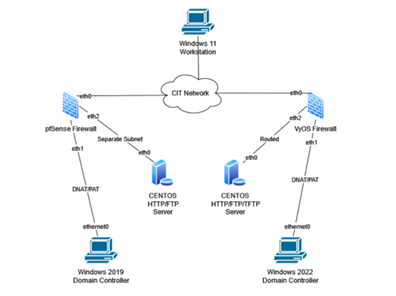 Windows 11
Workstation
eth0
CIT Network
eth0
eth0
pfSense Firewall
eth2
eth2
VyOS Firewall
Separate Subnet
Routed
eth1
eth1
eth0
eth0
CENTOS
HTTP/FTP
Server
CENTOS
HTTP/FTP/TFTP
Server
DNAT/PAT
DNAT/PAT
ethernet0
ethernet0
Windows 2019
Domain Controller
Windows 2022
Domain Controller